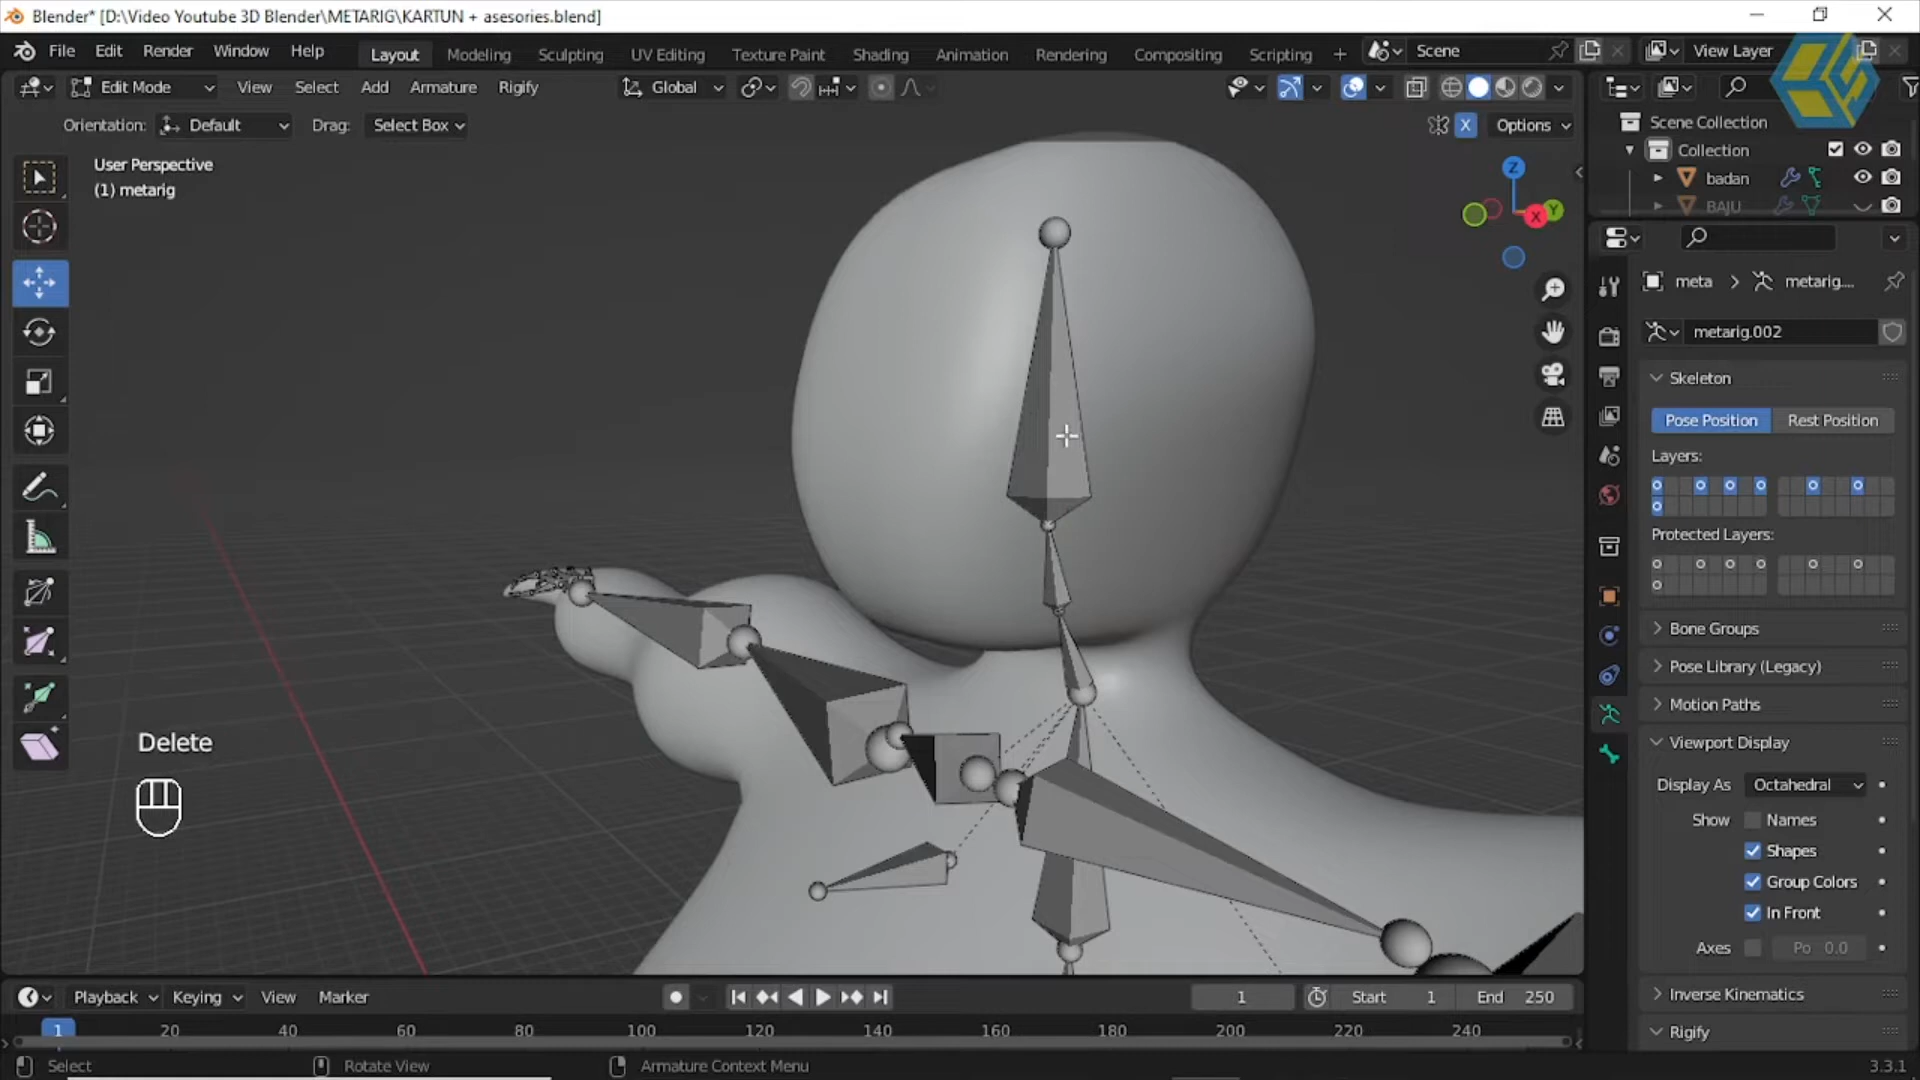 Blender* [D:\Video Youtube 3D Blender\METARIG\KARTUN + asesories.blend]
File Edit Render Window Help Layout Modeling Sculpting UV Editing Texture Paint Shading Animation Rendering Compositing Scripting + Scene View Layer
Edit Mode View Select Add Armature Rigify Global
Orientation: Default Drag: Select Box X Options
User Perspective
(1) metarig
Scene Collection
Collection
badan
BAJU
Z
Y
X
meta > metarig....
metarig.002
Skeleton
Pose Position Rest Position
Layers:
Protected Layers:
Bone Groups
Pose Library (Legacy)
Motion Paths
Viewport Display
Display As Octahedral
Show Names
Shapes
Group Colors
In Front
Axes Po 0.0
Inverse Kinematics
Rigify
Delete
Playback Keying View Marker 1 Start 1 End 250
1 20 40 60 80 100 120 140 160 180 200 220 240
Select Rotate View Armature Context Menu 3.3.1